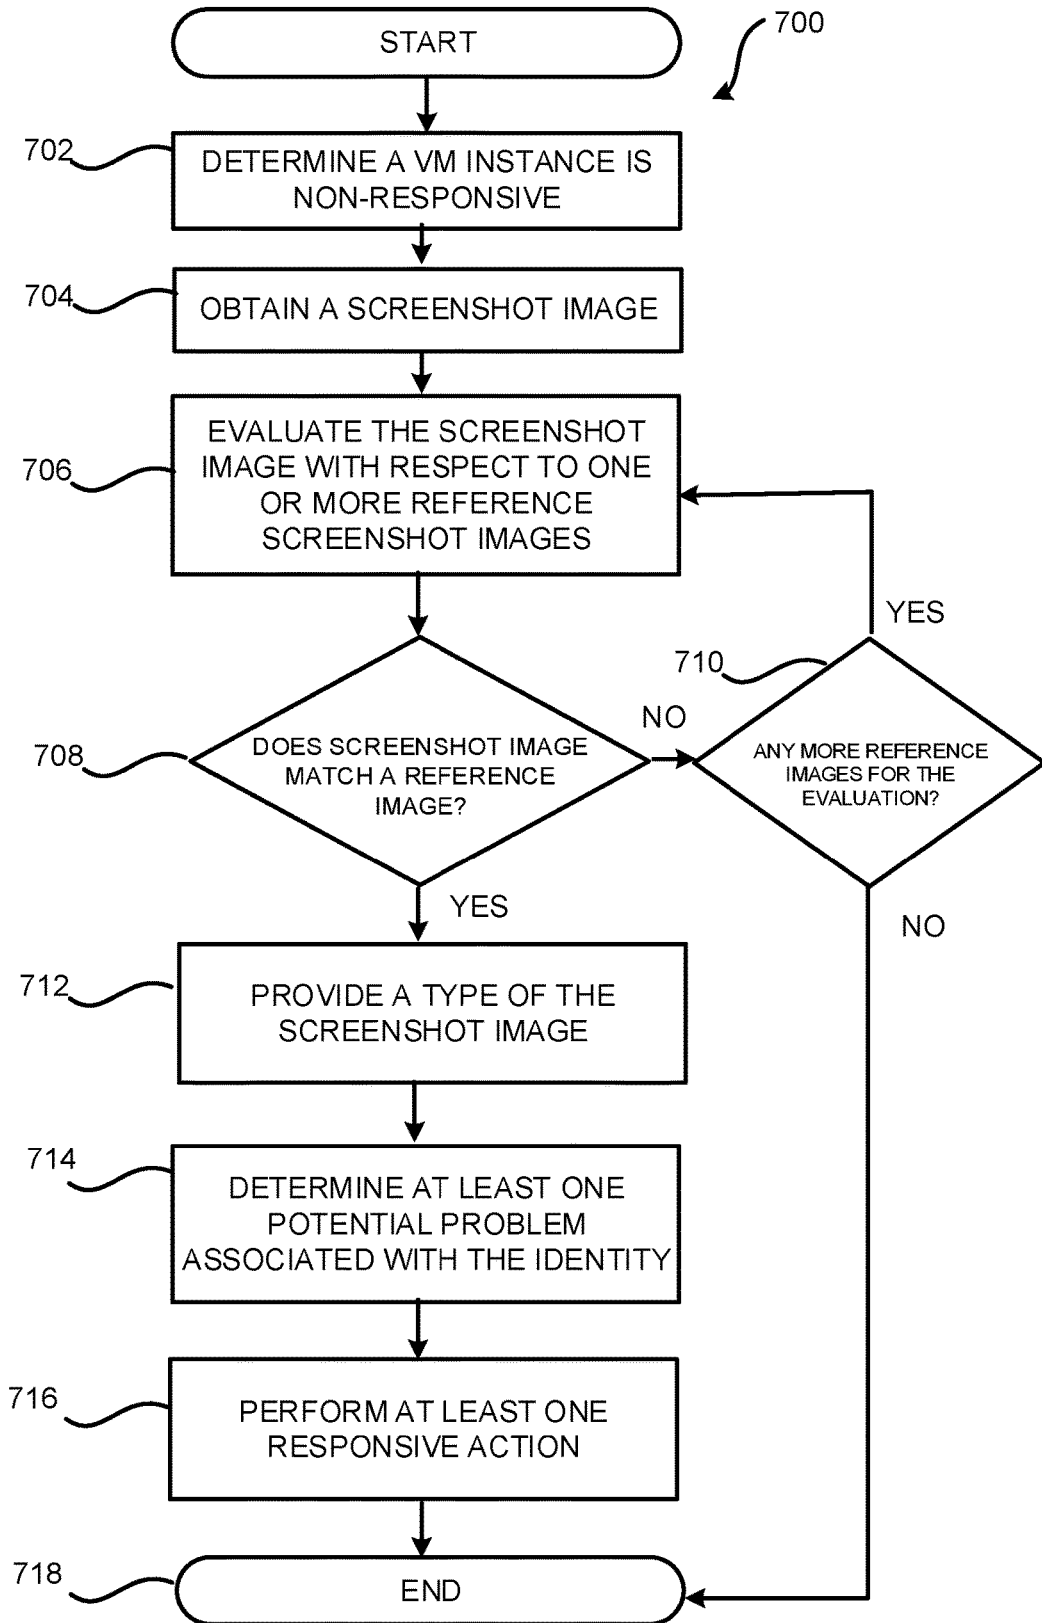 START
700
702
DETERMINE A VM INSTANCE IS
NON-RESPONSIVE
704
OBTAIN A SCREENSHOT IMAGE
706
EVALUATE THE SCREENSHOT
IMAGE WITH RESPECT TO ONE
OR MORE REFERENCE
SCREENSHOT IMAGES
YES
708
DOES SCREENSHOT IMAGE
MATCH A REFERENCE
IMAGE?
NO
710
ANY MORE REFERENCE
IMAGES FOR THE
EVALUATION?
YES
NO
712
PROVIDE A TYPE OF THE
SCREENSHOT IMAGE
714
DETERMINE AT LEAST ONE
POTENTIAL PROBLEM
ASSOCIATED WITH THE IDENTITY
716
PERFORM AT LEAST ONE
RESPONSIVE ACTION
718
END